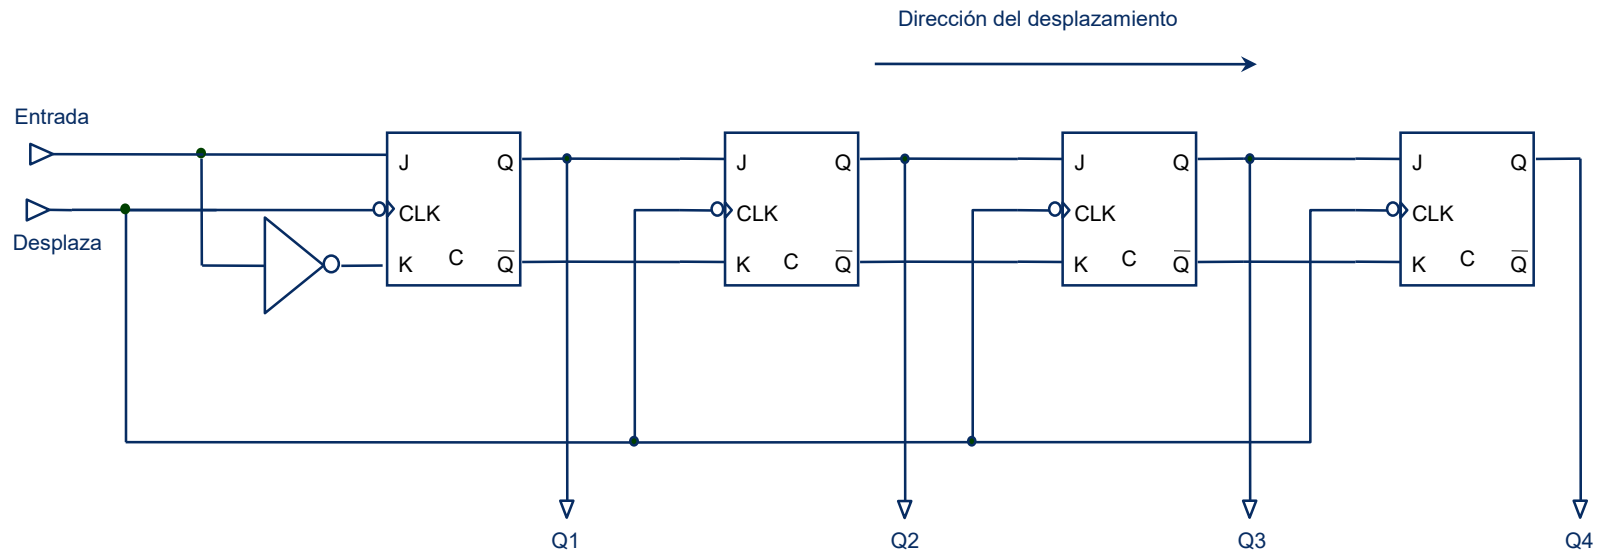 Dirección del desplazamiento
Entrada
Desplaza
J Q
CLK
K C Q̅
J Q
CLK
K C Q̅
J Q
CLK
K C Q̅
J Q
CLK
K C Q̅
Q1 Q2 Q3 Q4